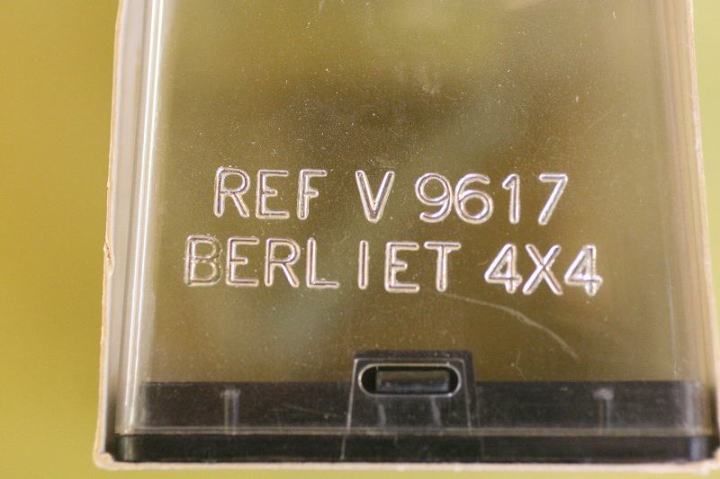 REF V 9617
BERLIET 4X4